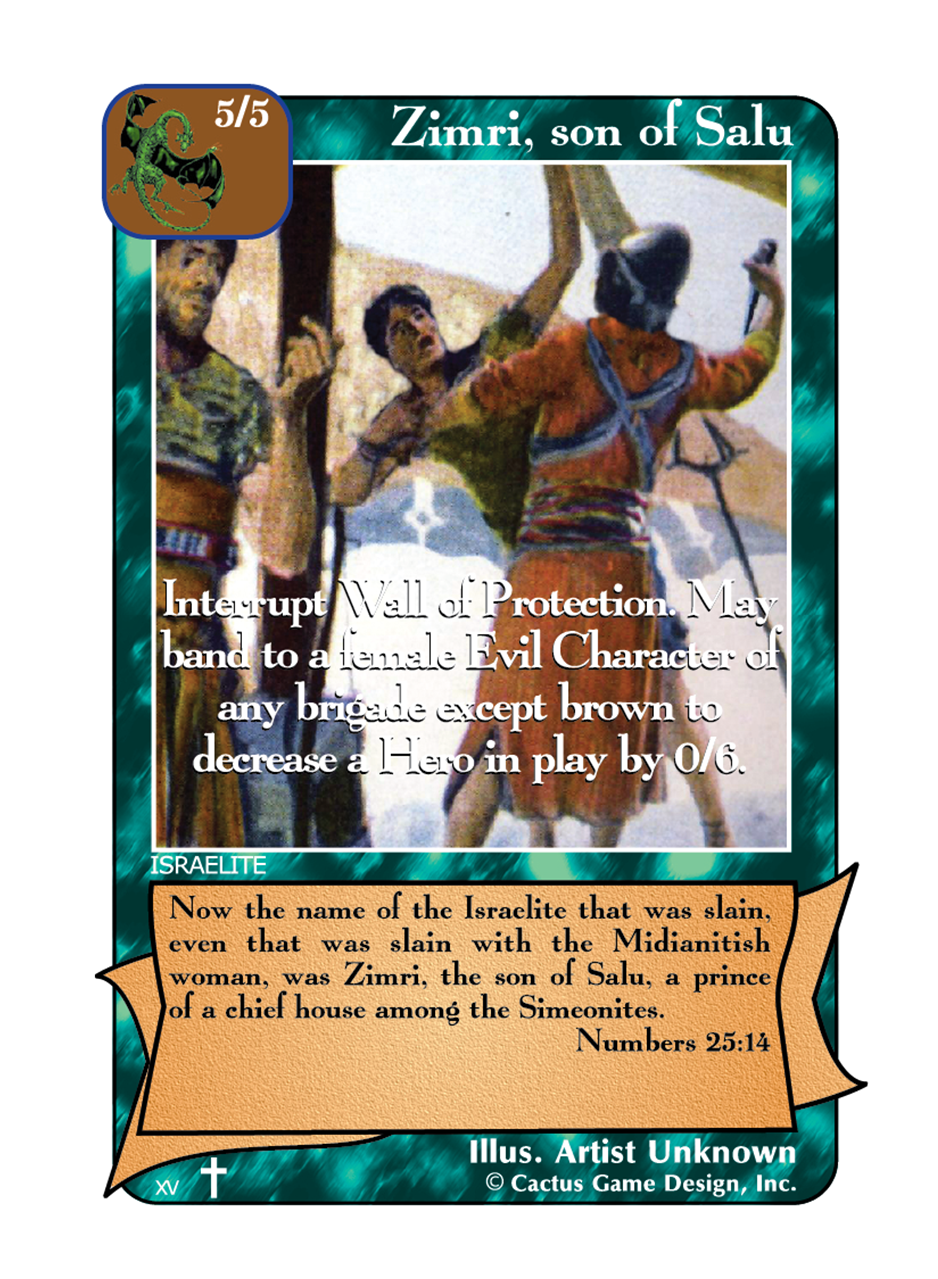 5/5
Zimri, son of Salu
Interrupt Wall of Protection. May
band to a female Evil Character of
any brigade except brown to
decrease a Hero in play by 0/6.
ISRAELITE
Now the name of the Israelite that was slain,
even that was slain with the Midianitish
woman, was Zimri, the son of Salu, a prince
of a chief house among the Simeonites.
Numbers 25:14
Illus. Artist Unknown
XV
© Cactus Game Design, Inc.